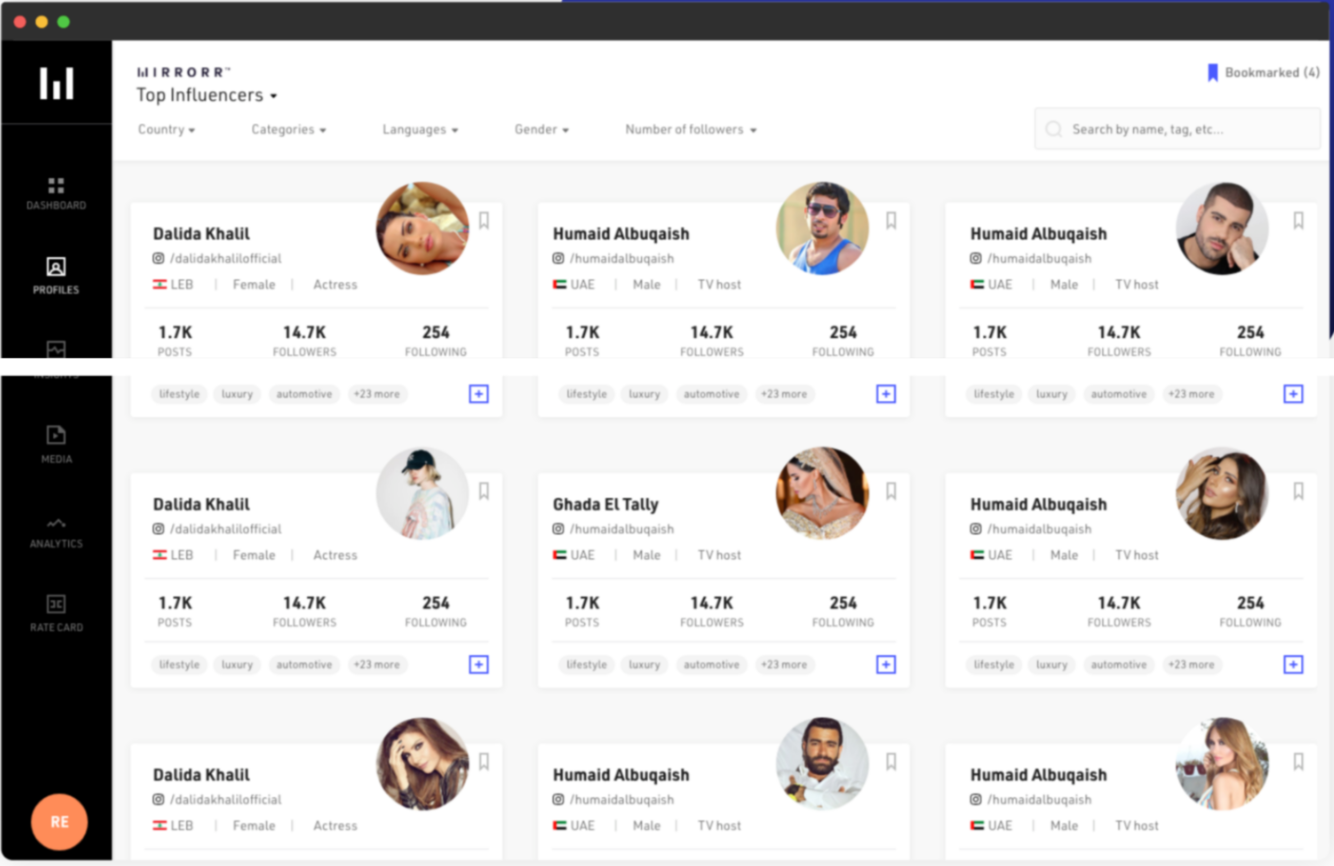 MIRRORR™
Bookmarked (4)
Top Influencers
Country
Categories
Languages
Gender
Number of followers
Search by name, tag, etc...
DASHBOARD
PROFILES
MEDIA
ANALYTICS
RATE CARD
RE
Dalida Khalil
/dalidakhalilofficial
LEB | Female | Actress
1.7K 14.7K 254
POSTS FOLLOWERS FOLLOWING
lifestyle luxury automotive +23 more
Humaid Albuqaish
/humaidalbuqaish
UAE | Male | TV host
1.7K 14.7K 254
POSTS FOLLOWERS FOLLOWING
lifestyle luxury automotive +23 more
Humaid Albuqaish
/humaidalbuqaish
UAE | Male | TV host
1.7K 14.7K 254
POSTS FOLLOWERS FOLLOWING
lifestyle luxury automotive +23 more
Dalida Khalil
/dalidakhalilofficial
LEB | Female | Actress
1.7K 14.7K 254
POSTS FOLLOWERS FOLLOWING
lifestyle luxury automotive +23 more
Ghada El Tally
/humaidalbuqaish
UAE | Male | TV host
1.7K 14.7K 254
POSTS FOLLOWERS FOLLOWING
lifestyle luxury automotive +23 more
Humaid Albuqaish
/humaidalbuqaish
UAE | Male | TV host
1.7K 14.7K 254
POSTS FOLLOWERS FOLLOWING
lifestyle luxury automotive +23 more
Dalida Khalil
/dalidakhalilofficial
LEB | Female | Actress
Humaid Albuqaish
/humaidalbuqaish
UAE | Male | TV host
Humaid Albuqaish
/humaidalbuqaish
UAE | Male | TV host